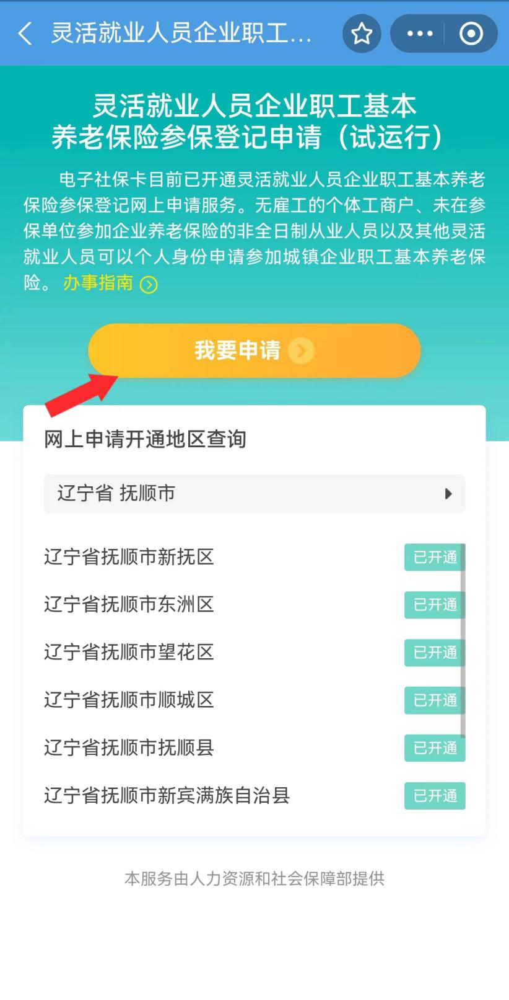 灵活就业人员企业职工...
灵活就业人员企业职工基本
养老保险参保登记申请（试运行）
电子社保卡目前已开通灵活就业人员企业职工基本养老
保险参保登记网上申请服务。无雇工的个体工商户、未在参
保单位参加企业养老保险的非全日制从业人员以及其他灵活
就业人员可以个人身份申请参加城镇企业职工基本养老保
险。 办事指南
我要申请
网上申请开通地区查询
辽宁省 抚顺市
辽宁省抚顺市新抚区 已开通
辽宁省抚顺市东洲区 已开通
辽宁省抚顺市望花区 已开通
辽宁省抚顺市顺城区 已开通
辽宁省抚顺市抚顺县 已开通
辽宁省抚顺市新宾满族自治县 已开通
本服务由人力资源和社会保障部提供